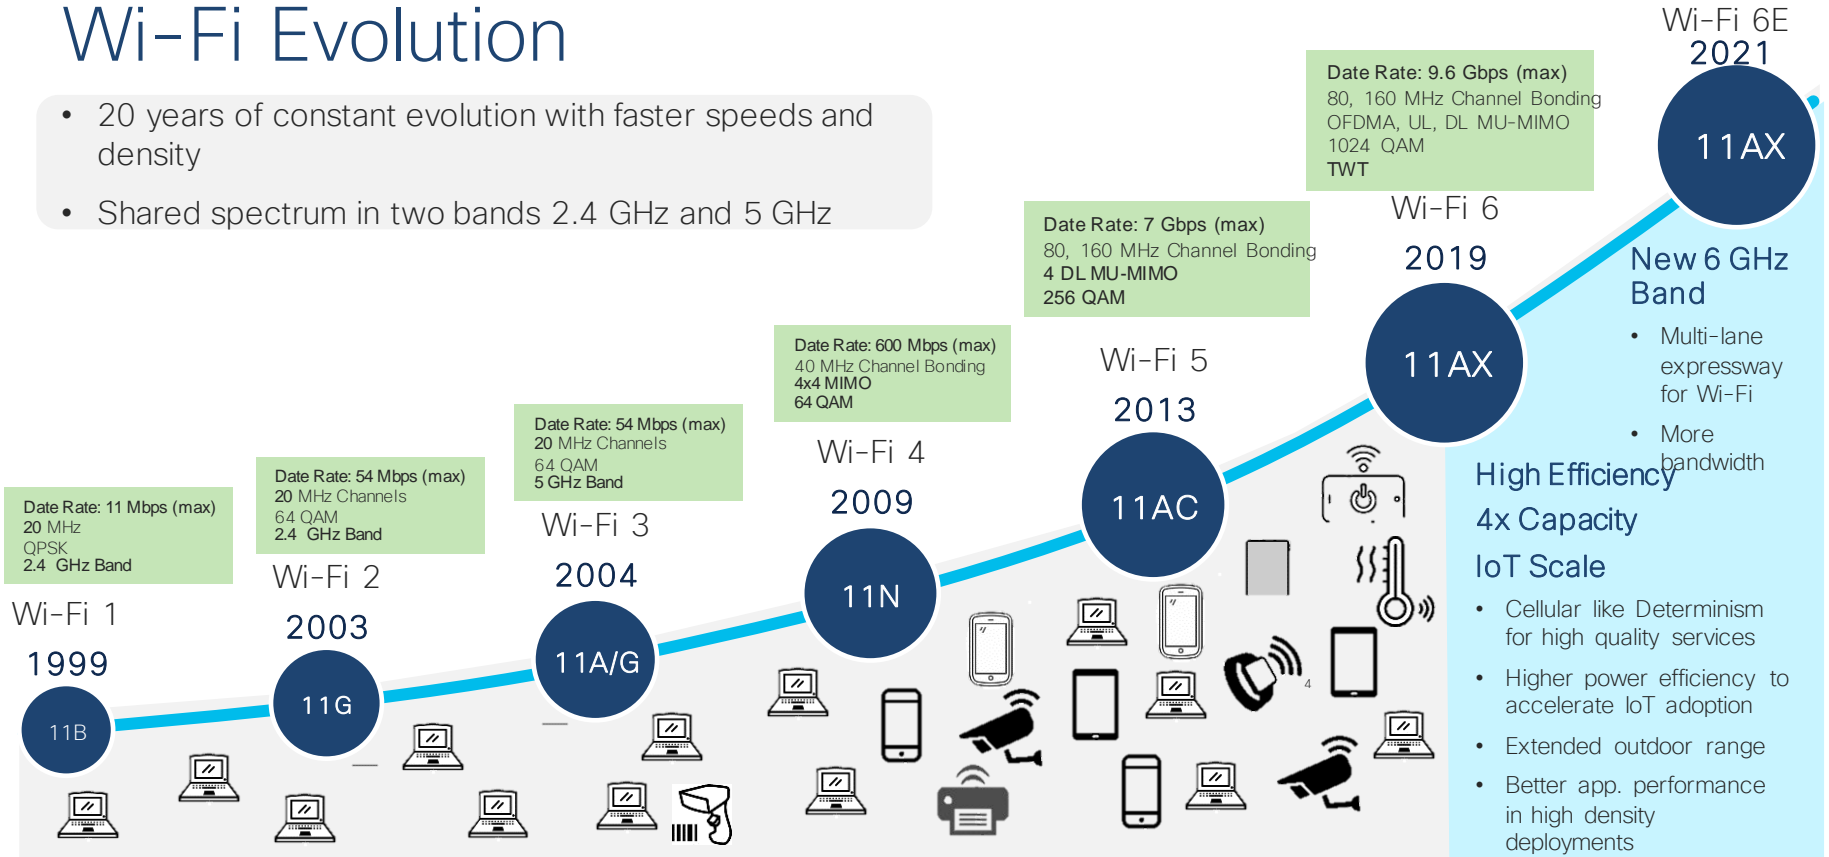 Wi-Fi Evolution
• 20 years of constant evolution with faster speeds and
density
• Shared spectrum in two bands 2.4 GHz and 5 GHz
Date Rate: 11 Mbps (max)
20 MHz
QPSK
2.4 GHz Band
Wi-Fi 1
1999
11B
Date Rate: 54 Mbps (max)
20 MHz Channels
64 QAM
2.4 GHz Band
Wi-Fi 2
2003
11G
Date Rate: 54 Mbps (max)
20 MHz Channels
64 QAM
5 GHz Band
Wi-Fi 3
2004
11A/G
Date Rate: 600 Mbps (max)
40 MHz Channel Bonding
4x4 MIMO
64 QAM
Wi-Fi 4
2009
11N
Date Rate: 7 Gbps (max)
80, 160 MHz Channel Bonding
4 DL MU-MIMO
256 QAM
Wi-Fi 5
2013
11AC
Date Rate: 9.6 Gbps (max)
80, 160 MHz Channel Bonding
OFDMA, UL, DL MU-MIMO
1024 QAM
TWT
Wi-Fi 6
2019
11AX
Wi-Fi 6E
2021
11AX
New 6 GHz
Band
• Multi-lane
expressway
for Wi-Fi
• More
bandwidth
High Efficiency
4x Capacity
IoT Scale
• Cellular like Determinism
for high quality services
• Higher power efficiency to
accelerate IoT adoption
• Extended outdoor range
• Better app. performance
in high density
deployments
4